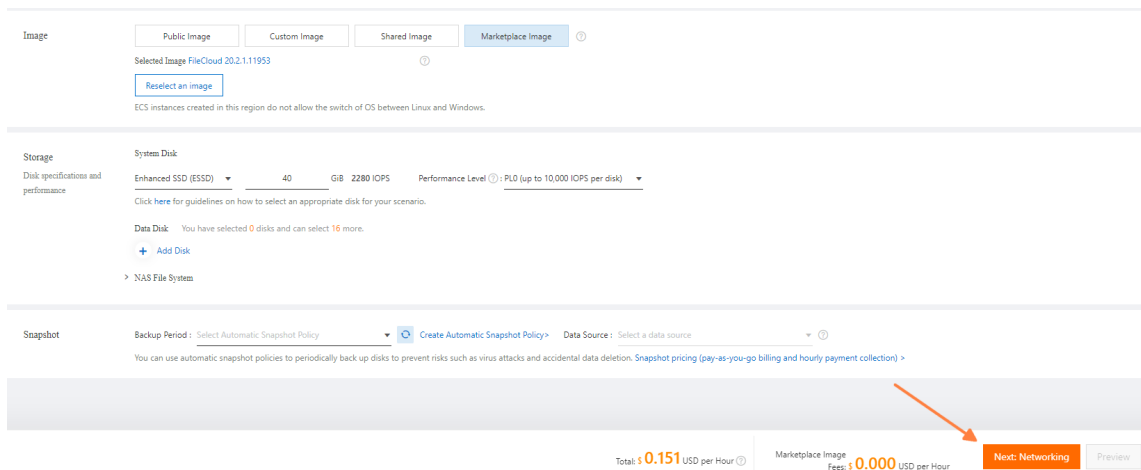 Image
Public Image Custom Image Shared Image Marketplace Image
Selected Image FileCloud 20.2.1.11953
Reselect an image
ECS instances created in this region do not allow the switch of OS between Linux and Windows.
Storage
Disk specifications and
performance
System Disk
Enhanced SSD (ESSD) 40 GiB 2280 IOPS Performance Level : PL0 (up to 10,000 IOPS per disk)
Click here for guidelines on how to select an appropriate disk for your scenario.
Data Disk You have selected 0 disks and can select 16 more.
+ Add Disk
> NAS File System
Snapshot
Backup Period : Select Automatic Snapshot Policy Create Automatic Snapshot Policy> Data Source : Select a data source
You can use automatic snapshot policies to periodically back up disks to prevent risks such as virus attacks and accidental data deletion. Snapshot pricing (pay-as-you-go billing and hourly payment collection) >
Total: $ 0.151 USD per Hour
Marketplace Image
Fees: $ 0.000 USD per Hour
Next: Networking
Preview